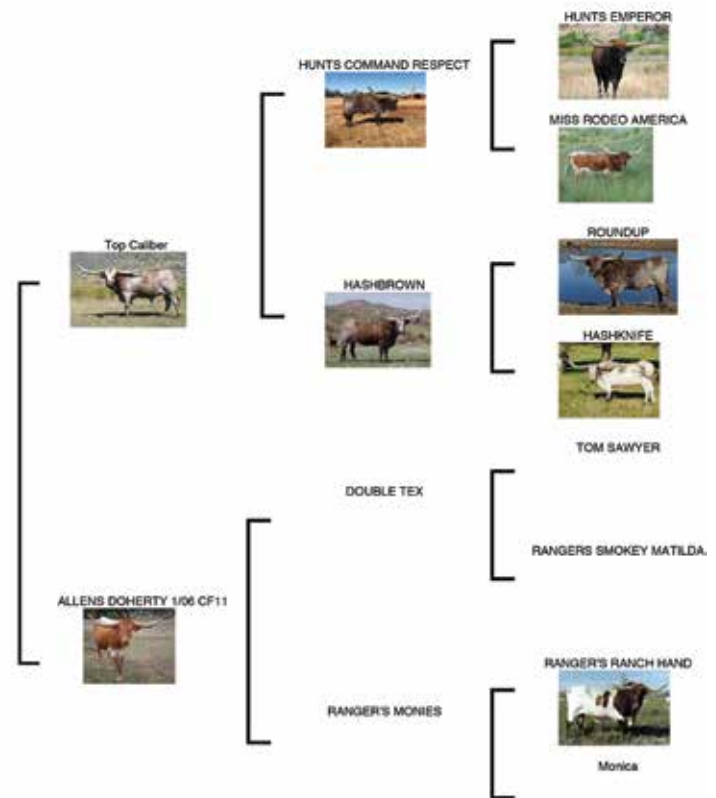 HUNTS EMPEROR
HUNTS COMMAND RESPECT
MISS RODEO AMERICA
Top Caliber
ROUNDUP
HASHBROWN
HASHKNIFE
TOM SAWYER
DOUBLE TEX
RANGERS SMOKEY MATILDA.
ALLENS DOHERTY 1/06 CF11
RANGER'S RANCH HAND
RANGER'S MONIES
Monica